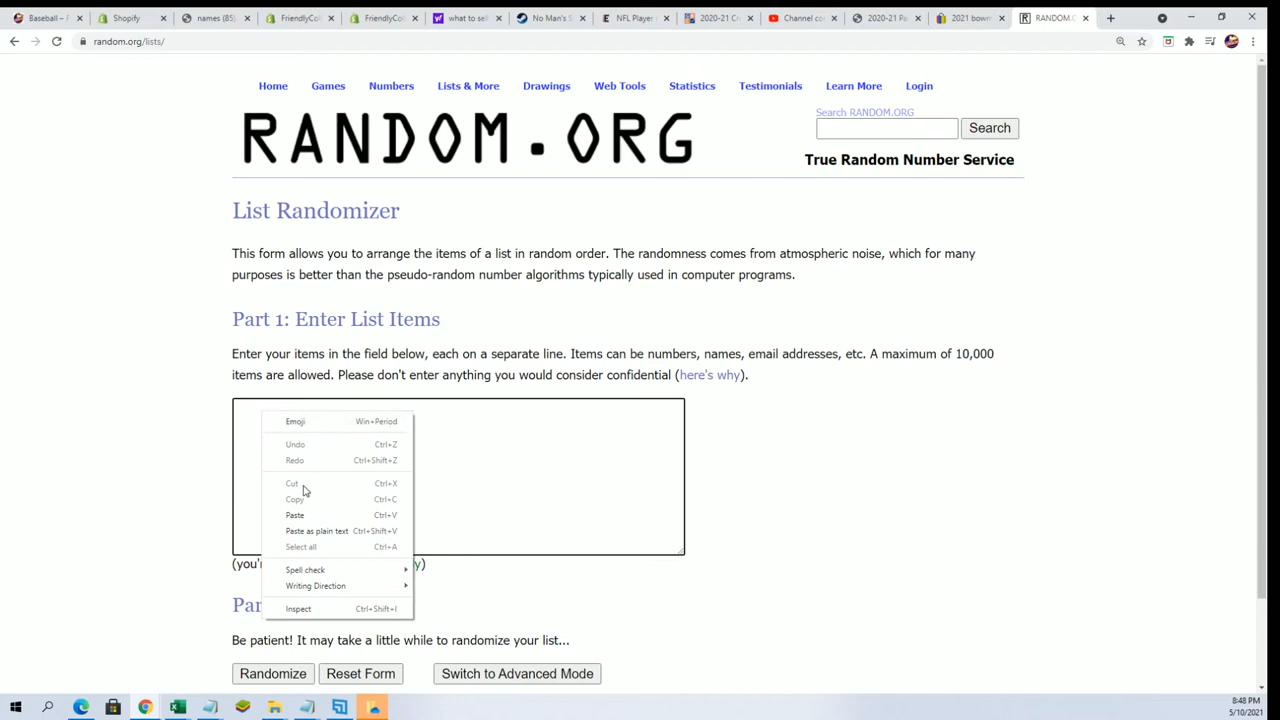 Baseball –
Shopify
names (85)
FriendlyCol
FriendlyCol
what to sell
No Man's S
NFL Player
2020-21 C
Channel co
2020-21 Pa
2021 bowm
RANDOM.O
random.org/lists/
Home Games Numbers Lists & More Drawings Web Tools Statistics Testimonials Learn More Login
RANDOM.ORG
Search RANDOM.ORG
Search
True Random Number Service
List Randomizer
This form allows you to arrange the items of a list in random order. The randomness comes from atmospheric noise, which for many
purposes is better than the pseudo-random number algorithms typically used in computer programs.
Part 1: Enter List Items
Enter your items in the field below, each on a separate line. Items can be numbers, names, email addresses, etc. A maximum of 10,000
items are allowed. Please don't enter anything you would consider confidential (here's why).
Emoji Win+Period
Undo Ctrl+Z
Redo Ctrl+Shift+Z
Cut Ctrl+X
Copy Ctrl+C
Paste Ctrl+V
Paste as plain text Ctrl+Shift+V
Select all Ctrl+A
(you'r
y)
Spell check
Writing Direction
Inspect Ctrl+Shift+I
Par
Be patient! It may take a little while to randomize your list...
Randomize Reset Form Switch to Advanced Mode
8:48 PM
5/10/2021